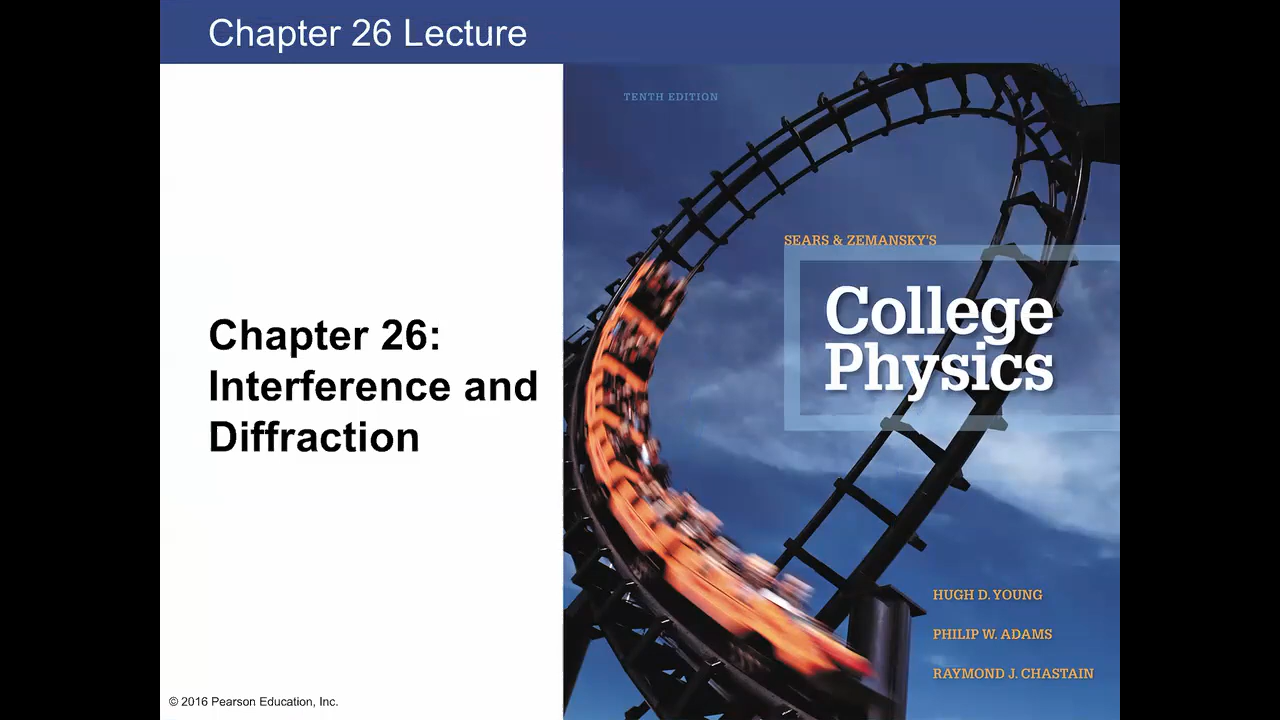 Chapter 26 Lecture
TENTH EDITION
SEARS & ZEMANSKY'S
College
Physics
Chapter 26:
Interference and
Diffraction
HUGH D. YOUNG
PHILIP W. ADAMS
RAYMOND J. CHASTAIN
© 2016 Pearson Education, Inc.